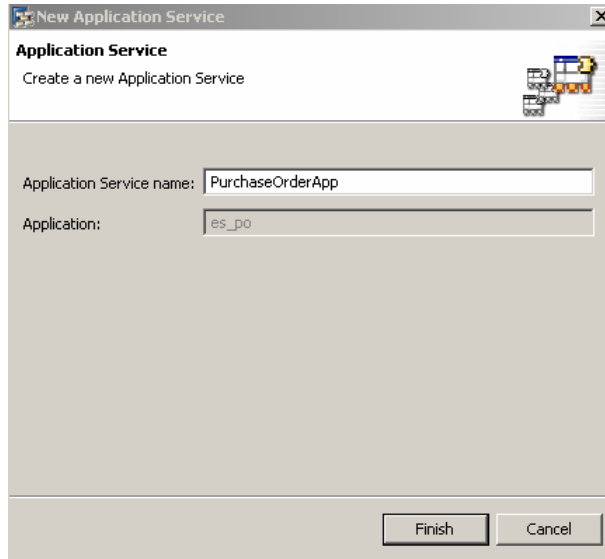 New Application Service
Application Service
Create a new Application Service
Application Service name: PurchaseOrderApp
Application: es_po
Finish Cancel